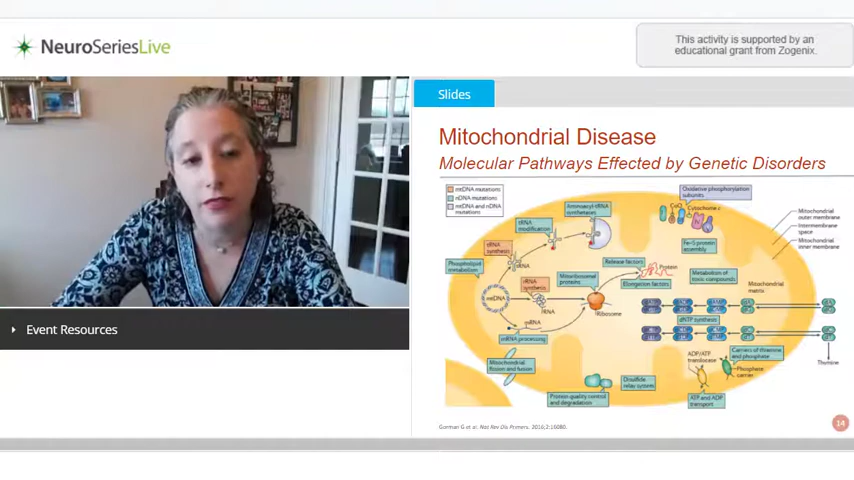 NeuroSeriesLive
This activity is supported by an
educational grant from Zogenix.
Slides
Event Resources
Mitochondrial Disease
Molecular Pathways Effected by Genetic Disorders
mtDNA mutations
nDNA mutations
mtDNA and nDNA
mutations
Oxidative phosphorylation
subunits
CoQ
Cytochrome c
Aminoacyl-tRNA
synthetases
tRNA
modification
tRNA
synthesis
tRNA
Mitochondrial
outer membrane
Intermembrane
space
Mitochondrial
inner membrane
Fe–S protein
assembly
Phospholipid
metabolism
Release factors
Protein
Elongation factors
Metabolism of
toxic compounds
rRNA
synthesis
Mitoribosomal
proteins
Mitochondrial
matrix
mtDNA
rRNA
Ribosome
mRNA
dNTP synthesis
mRNA processing
Mitochondrial
fission and fusion
ADP/ATP
translocase
Carriers of thiamine
and phosphate
Phosphate
carrier
Thymine
Disulfide
relay system
Protein quality control
and degradation
ATP and ADP
transport
Gorman G et al. Nat Rev Dis Primers. 2016;2:16080.
14